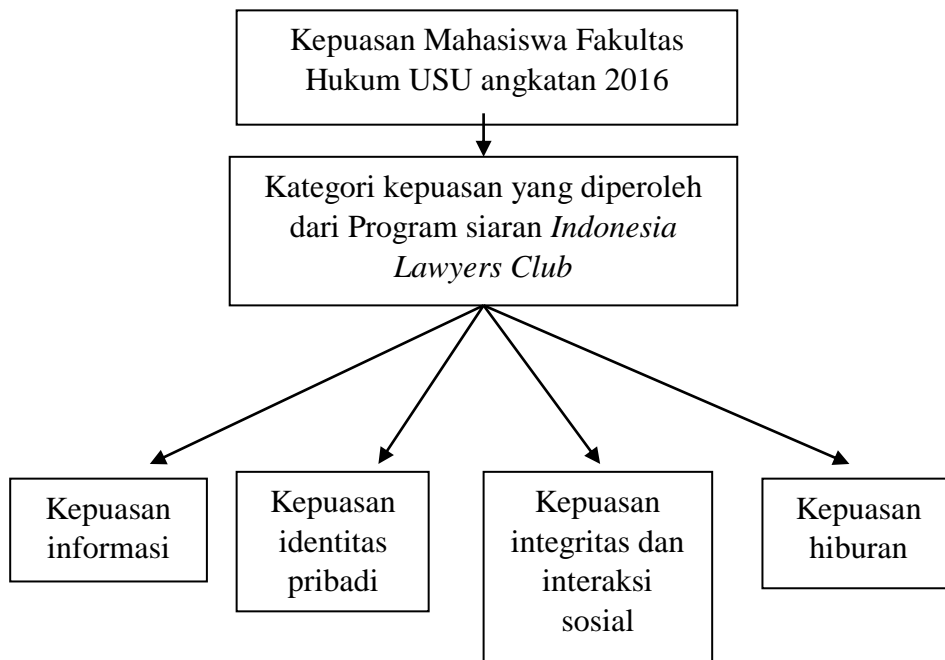 Kepuasan Mahasiswa Fakultas
Hukum USU angkatan 2016
Kategori kepuasan yang diperoleh
dari Program siaran Indonesia
Lawyers Club
Kepuasan
informasi
Kepuasan
identitas
pribadi
Kepuasan
integritas dan
interaksi
sosial
Kepuasan
hiburan